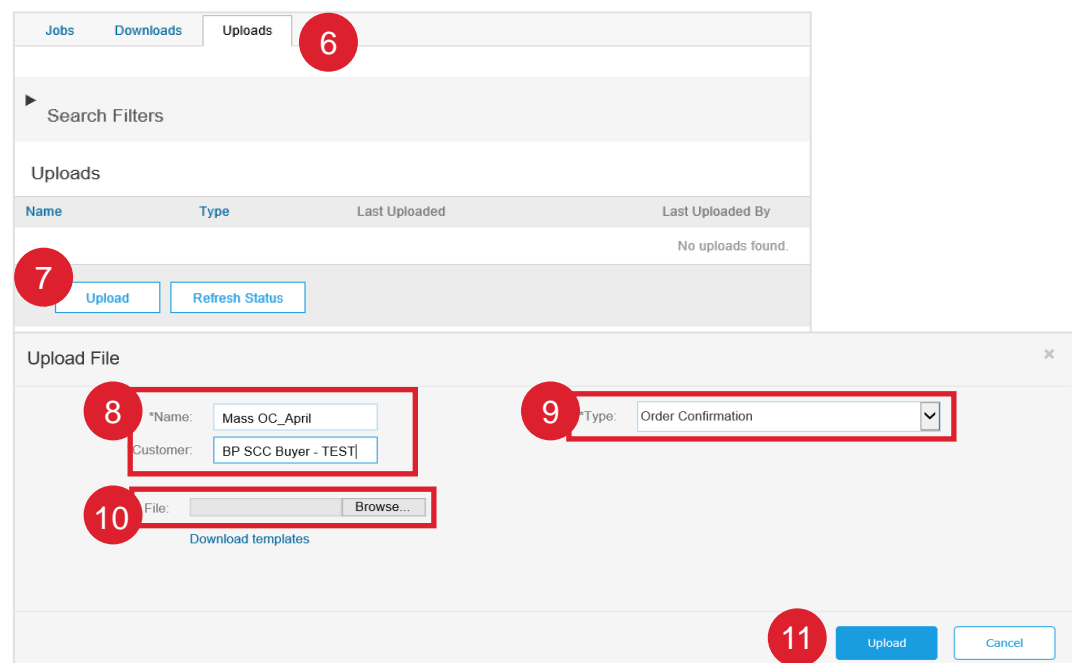 Jobs Downloads Uploads 6
Search Filters
Uploads
Name Type Last Uploaded Last Uploaded By
No uploads found.
7
Upload Refresh Status
Upload File ×
8 *Name: Mass OC_April 9 *Type: Order Confirmation
Customer: BP SCC Buyer - TEST
10 File: Browse...
Download templates
11 Upload Cancel